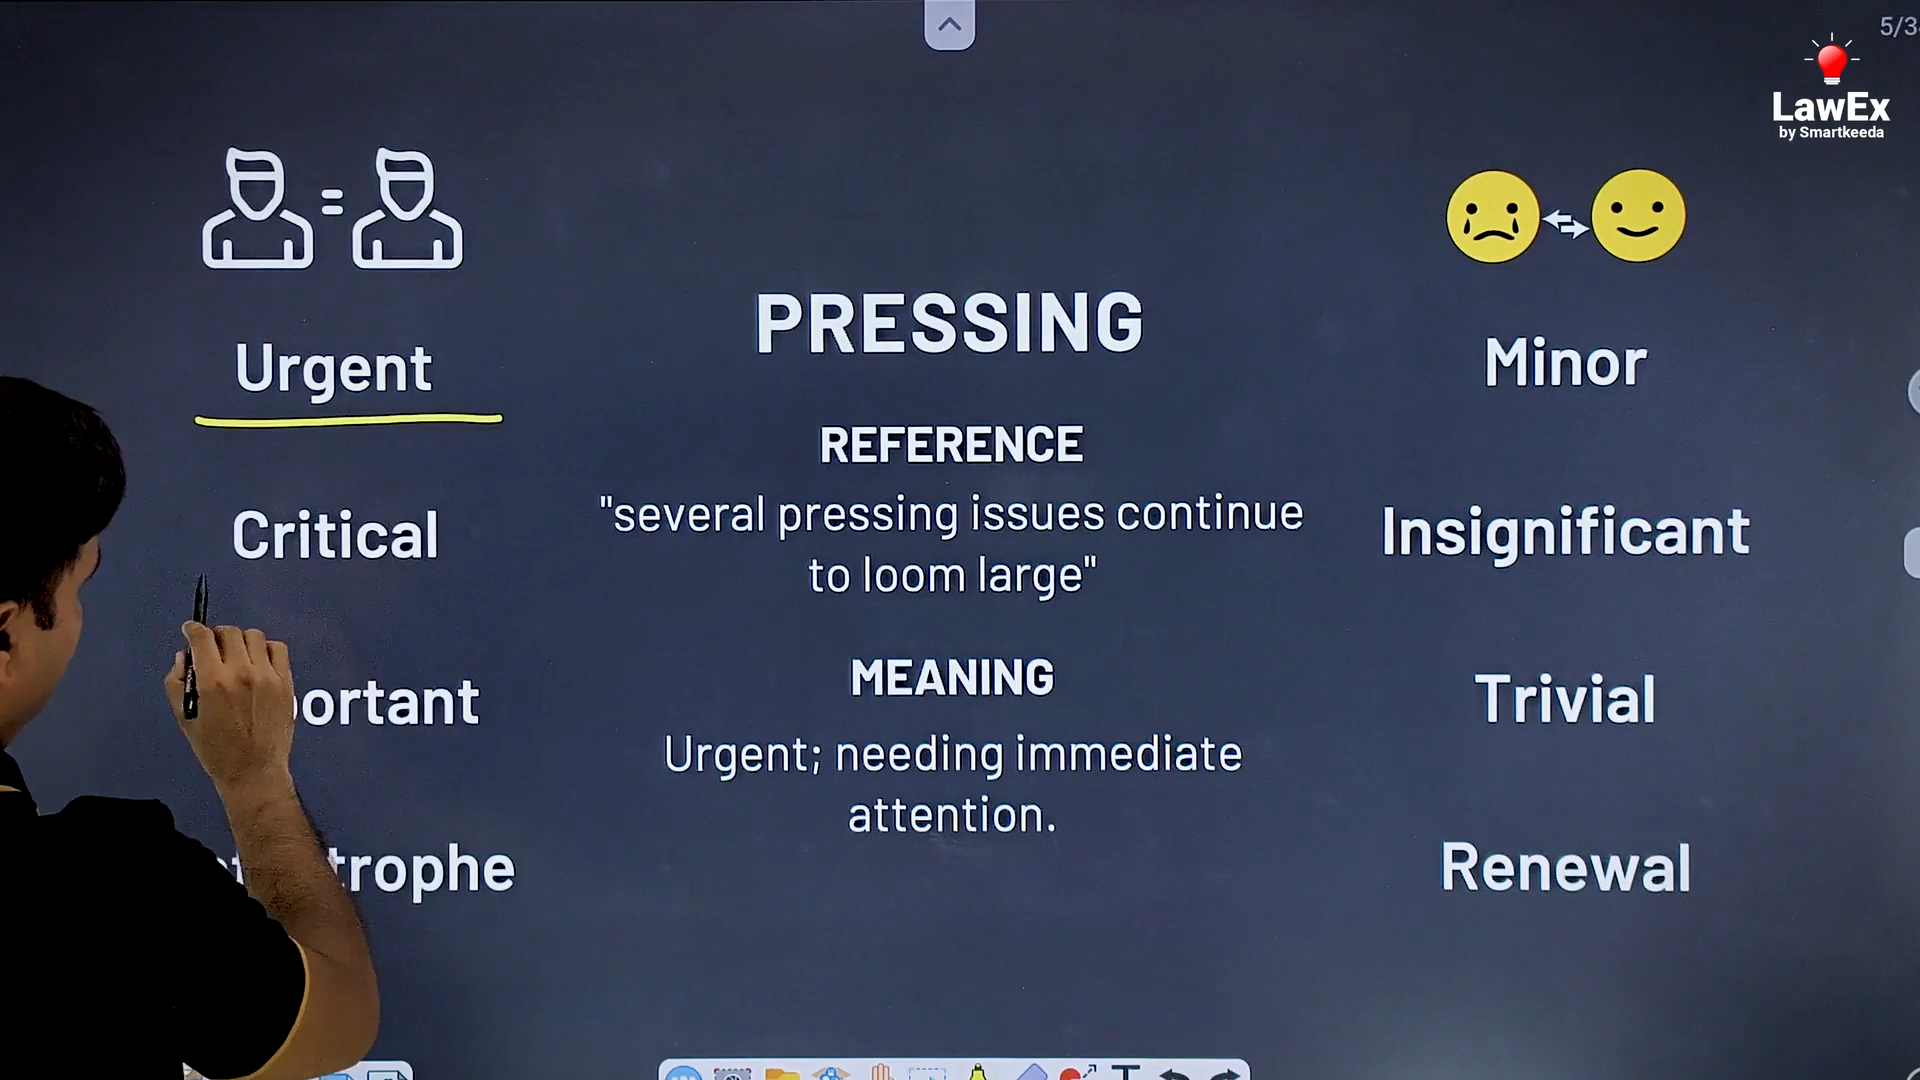 5/3
LawEx
by Smartkeeda
Urgent
Critical
portant
trophe
PRESSING
REFERENCE
"several pressing issues continue
to loom large"
MEANING
Urgent; needing immediate
attention.
Minor
Insignificant
Trivial
Renewal